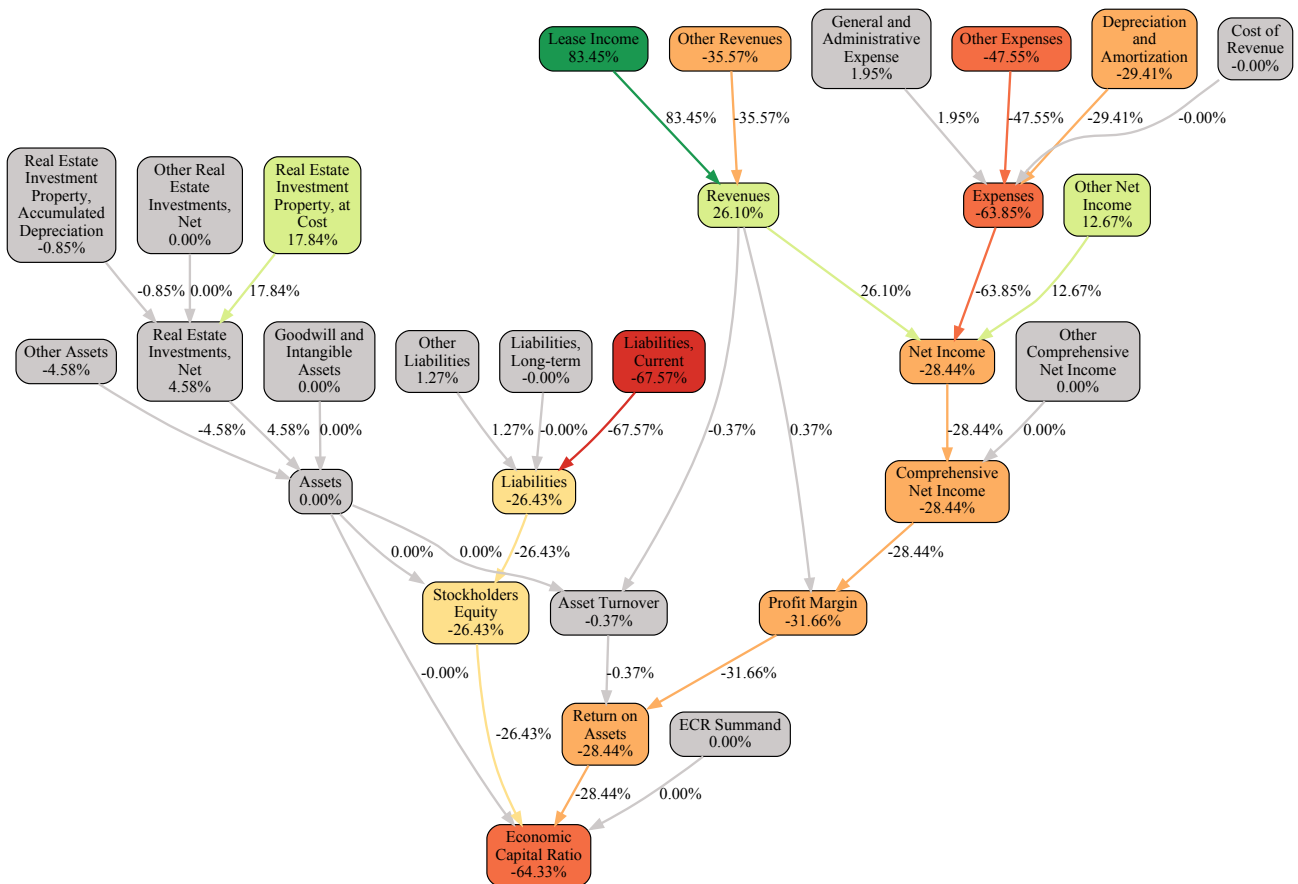 Lease Income
83.45%
Other Revenues
-35.57%
General and
Administrative
Expense
1.95%
Other Expenses
-47.55%
Depreciation
and
Amortization
-29.41%
Cost of
Revenue
-0.00%
83.45%
-35.57%
1.95%
-47.55%
-29.41%
-0.00%
Real Estate
Investment
Property,
Accumulated
Depreciation
-0.85%
Other Real
Estate
Investments,
Net
0.00%
Real Estate
Investment
Property, at
Cost
17.84%
Revenues
26.10%
Expenses
-63.85%
Other Net
Income
12.67%
-0.85%
0.00%
17.84%
26.10%
-63.85%
12.67%
Other Assets
-4.58%
Real Estate
Investments,
Net
4.58%
Goodwill and
Intangible
Assets
0.00%
Other
Liabilities
1.27%
Liabilities,
Long-term
-0.00%
Liabilities,
Current
-67.57%
Net Income
-28.44%
Other
Comprehensive
Net Income
0.00%
-4.58%
4.58%
0.00%
1.27%
-0.00%
-67.57%
-0.37%
0.37%
-28.44%
0.00%
Assets
0.00%
Liabilities
-26.43%
Comprehensive
Net Income
-28.44%
0.00%
0.00%
-26.43%
-28.44%
Stockholders
Equity
-26.43%
Asset Turnover
-0.37%
Profit Margin
-31.66%
-0.00%
-0.37%
-31.66%
Return on
Assets
-28.44%
ECR Summand
0.00%
-26.43%
-28.44%
0.00%
Economic
Capital Ratio
-64.33%